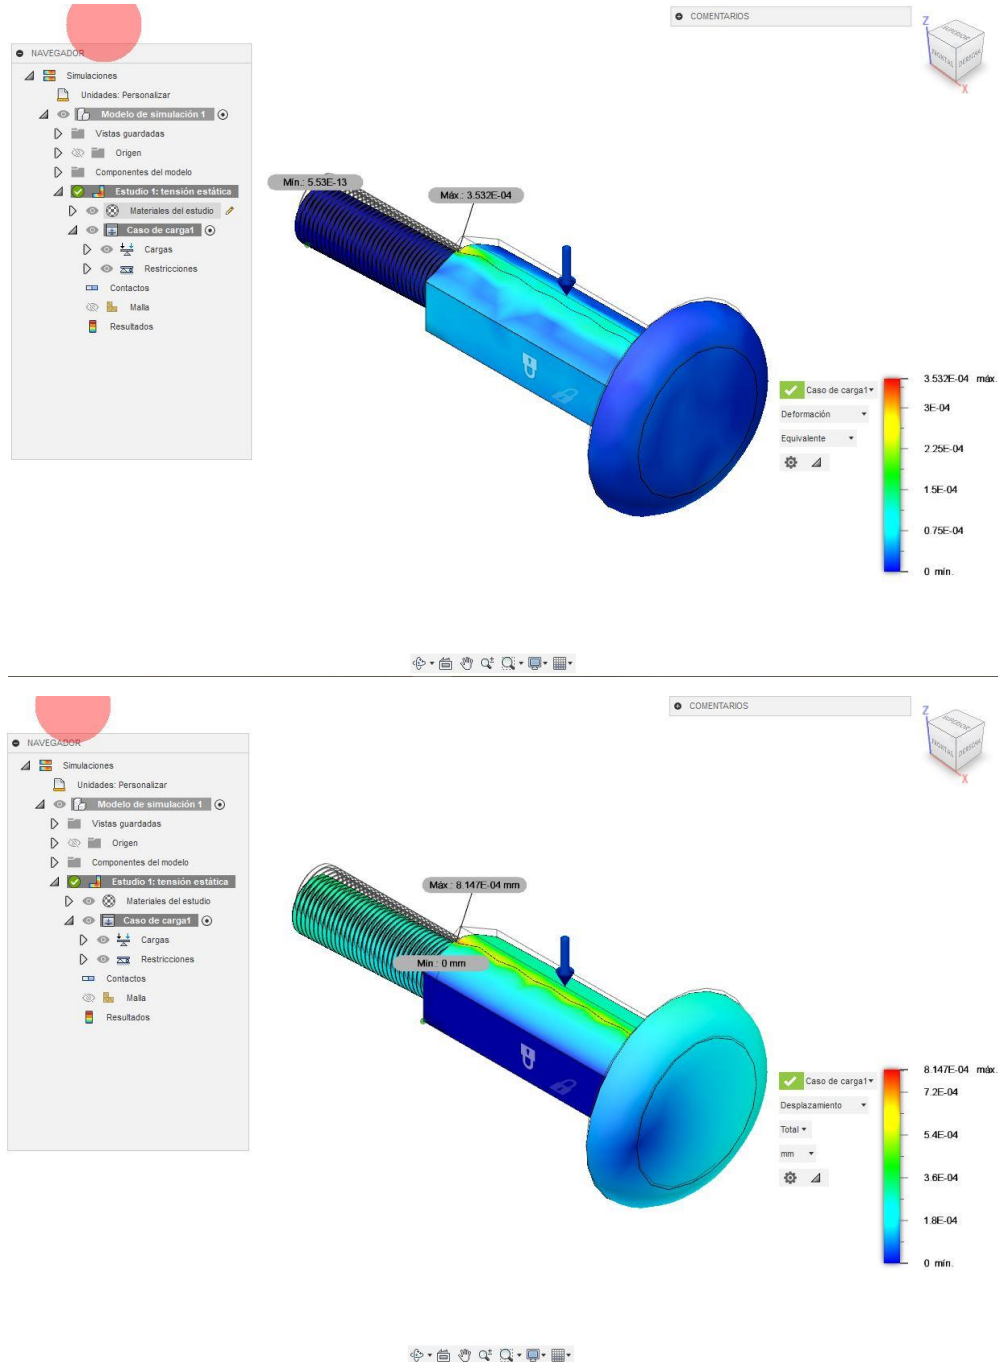 COMENTARIOS
Z
SUPERIOR
FRONTAL
DERECHA
X
NAVEGADOR
Simulaciones
Unidades: Personalizar
Modelo de simulación 1
Vistas guardadas
Origen
Componentes del modelo
Estudio 1: tensión estática
Materiales del estudio
Caso de carga1
Cargas
Restricciones
Contactos
Malla
Resultados
Mín.: 5.53E-13
Máx.: 3.532E-04
Caso de carga1
Deformación
Equivalente
3.532E-04 máx.
3E-04
2.25E-04
1.5E-04
0.75E-04
0 mín.
COMENTARIOS
Z
SUPERIOR
FRONTAL
DERECHA
X
NAVEGADOR
Simulaciones
Unidades: Personalizar
Modelo de simulación 1
Vistas guardadas
Origen
Componentes del modelo
Estudio 1: tensión estática
Materiales del estudio
Caso de carga1
Cargas
Restricciones
Contactos
Malla
Resultados
Máx.: 8.147E-04 mm
Mín.: 0 mm
Caso de carga1
Desplazamiento
Total
mm
8.147E-04 máx.
7.2E-04
5.4E-04
3.6E-04
1.8E-04
0 mín.